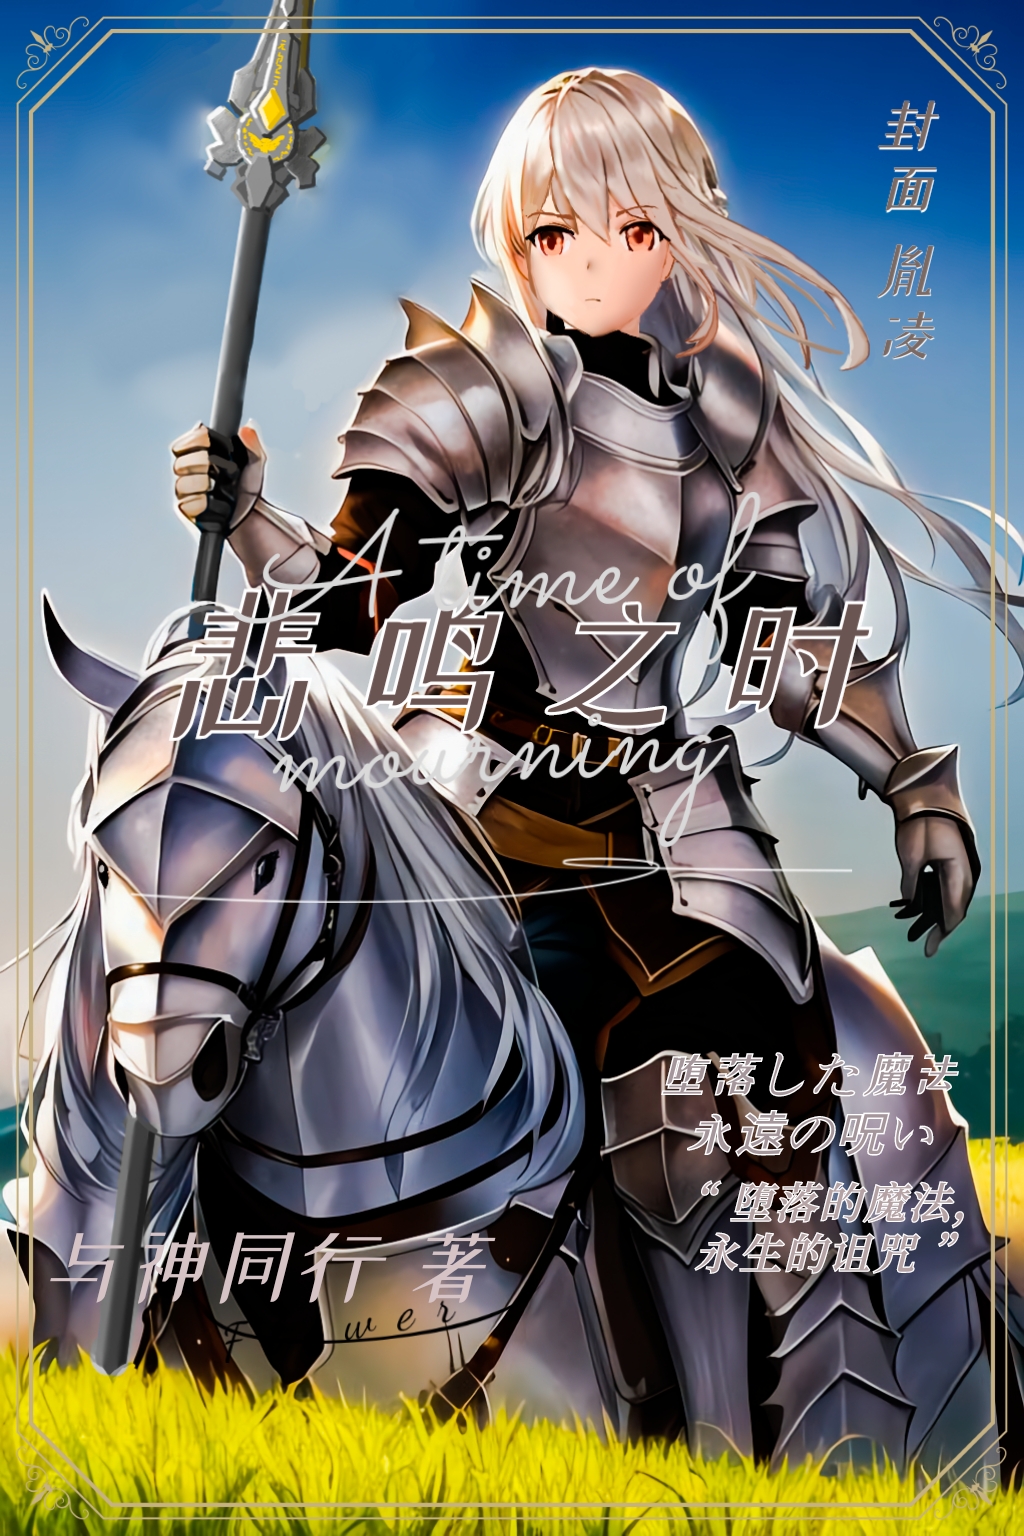 封面 胤凌
A time of
悲鸣之时
mourning
堕落した魔法
永遠の呪い
“堕落的魔法,
永生的诅咒”
与神同行 著